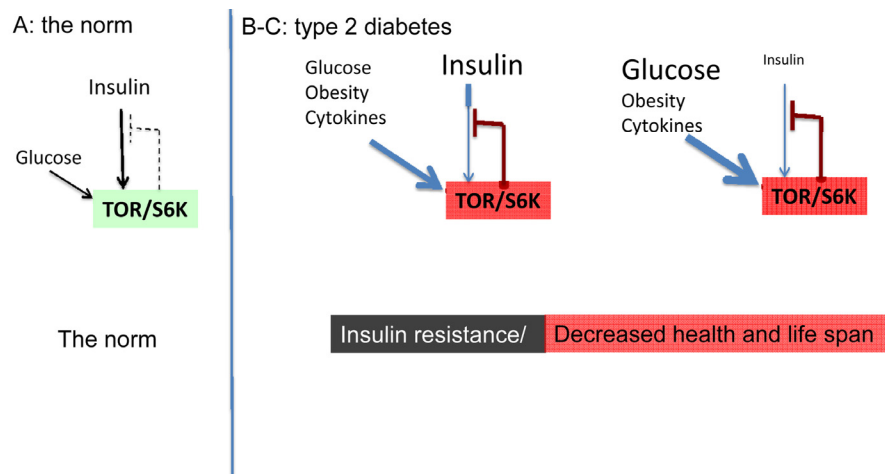 A: the norm
Insulin
Glucose
TOR/S6K
The norm
B-C: type 2 diabetes
Glucose
Obesity
Cytokines
Insulin
TOR/S6K
Glucose
Obesity
Cytokines
Insulin
TOR/S6K
Insulin resistance/ Decreased health and life span